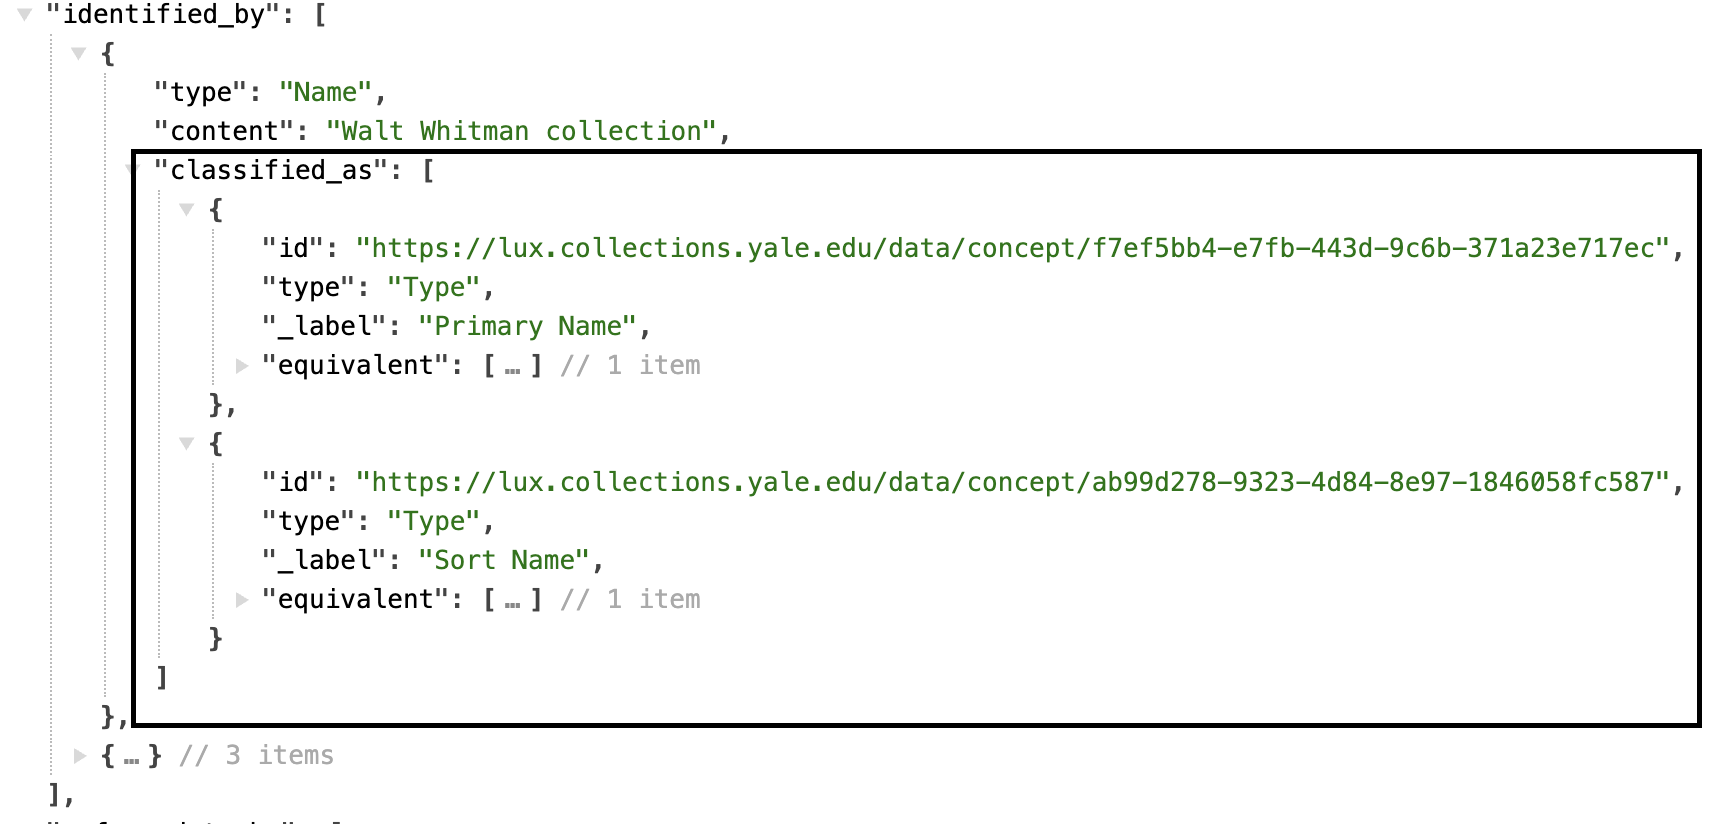 "identified_by": [
{
"type": "Name",
"content": "Walt Whitman collection",
"classified_as": [
{
"id": "https://lux.collections.yale.edu/data/concept/f7ef5bb4-e7fb-443d-9c6b-371a23e717ec",
"type": "Type",
"_label": "Primary Name",
"equivalent": [ … ] // 1 item
},
{
"id": "https://lux.collections.yale.edu/data/concept/ab99d278-9323-4d84-8e97-1846058fc587",
"type": "Type",
"_label": "Sort Name",
"equivalent": [ … ] // 1 item
}
]
},
{ … } // 3 items
],